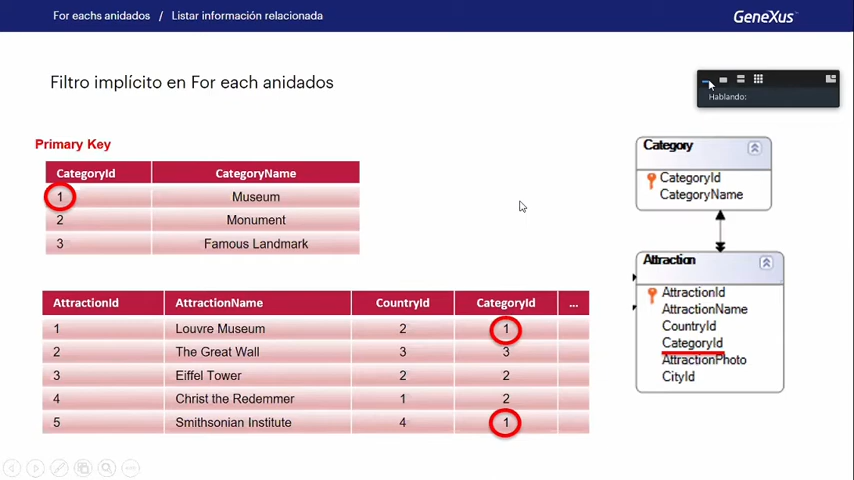 For eachs anidados / Listar información relacionada
GeneXus™
Filtro implícito en For each anidados
Hablando:
Primary Key
CategoryId CategoryName
1 Museum
2 Monument
3 Famous Landmark
Category
CategoryId
CategoryName
AttractionId AttractionName CountryId CategoryId ...
1 Louvre Museum 2 1
2 The Great Wall 3 3
3 Eiffel Tower 2 2
4 Christ the Redemmer 1 2
5 Smithsonian Institute 4 1
Attraction
AttractionId
AttractionName
CountryId
CategoryId
AttractionPhoto
CityId